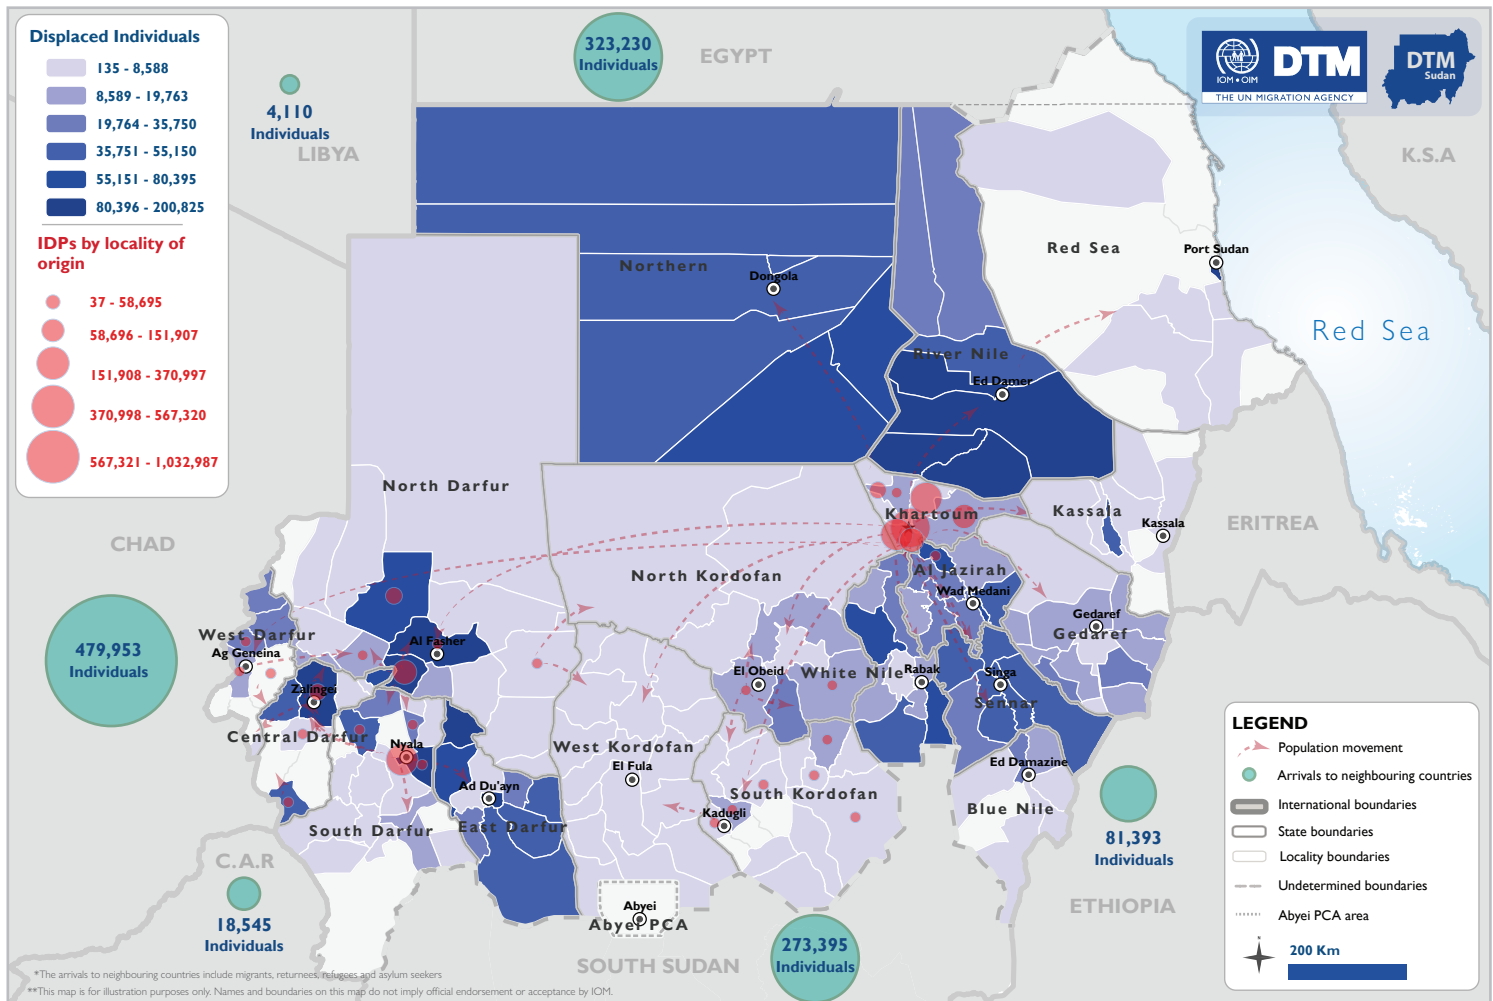 Displaced Individuals
135 - 8,588
8,589 - 19,763
19,764 - 35,750
35,751 - 55,150
55,151 - 80,395
80,396 - 200,825
IDPs by locality of
origin
37 - 58,695
58,696 - 151,907
151,908 - 370,997
370,998 - 567,320
567,321 - 1,032,987
4,110
Individuals
LIBYA
323,230
Individuals
EGYPT
IOM • OIM
DTM
THE UN MIGRATION AGENCY
DTM
Sudan
K.S.A
Red Sea
Port Sudan
Red Sea
Northern
Dongola
River Nile
Ed Damer
North Darfur
Khartoum
Kassala
Kassala
ERITREA
CHAD
North Kordofan
Al Jazirah
Wad Medani
Gedaref
Gedaref
479,953
Individuals
West Darfur
Ag Geneina
Al Fasher
Zalingei
El Obeid
White Nile
Rabak
Singa
Sennar
Central Darfur
Nyala
West Kordofan
El Fula
Ed Damazine
Ad Du'ayn
South Kordofan
Kadugli
Blue Nile
South Darfur
East Darfur
81,393
Individuals
C.A.R
18,545
Individuals
Abyei
Abyei PCA
ETHIOPIA
273,395
Individuals
SOUTH SUDAN
LEGEND
Population movement
Arrivals to neighbouring countries
International boundaries
State boundaries
Locality boundaries
Undetermined boundaries
Abyei PCA area
200 Km
*The arrivals to neighbouring countries include migrants, returnees, refugees and asylum seekers
**This map is for illustration purposes only. Names and boundaries on this map do not imply official endorsement or acceptance by IOM.